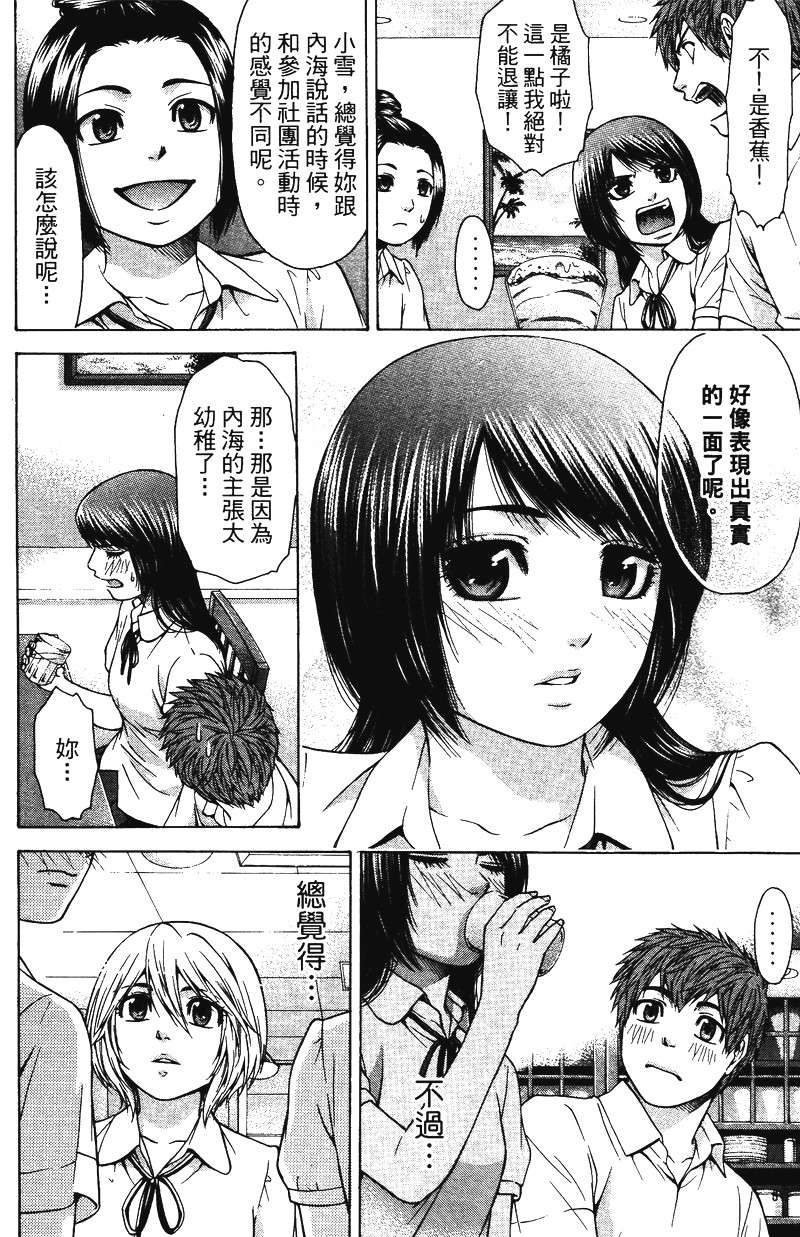 不！是香蕉！
是橘子啦！
這一點我絕對
不能退讓！
‥‥‥
小雪，總覺得妳跟
內海說話的時候，
和參加社團活動時
的感覺不同呢。
該怎麼說呢…
好像表現出真實
的一面了呢。
那…那是因為
內海的主張太
幼稚了…
妳…
‥‥‥
不過…
總覺得…